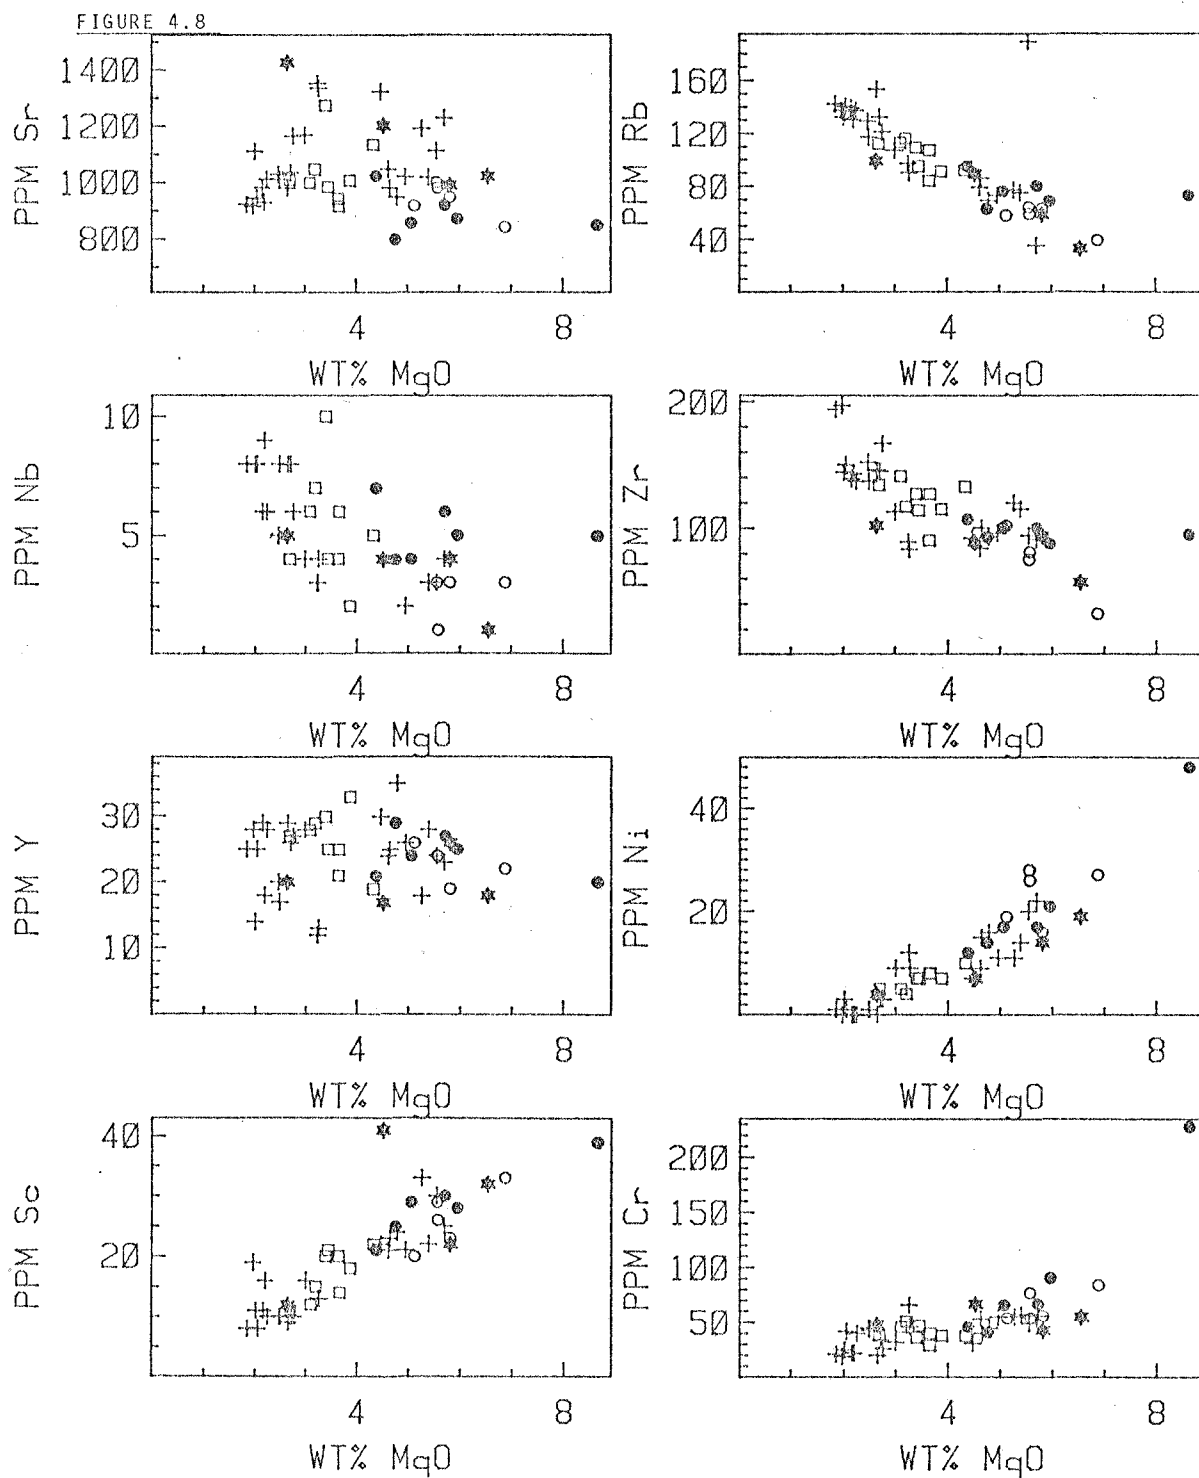 FIGURE 4.8
PPM Sr
1400
1200
1000
800
4 8
WT% MgO
PPM Rb
160
120
80
40
4 8
WT% MgO
PPM Nb
10
5
4 8
WT% MgO
PPM Zr
200
100
4 8
WT% MgO
PPM Y
30
20
10
4 8
WT% MgO
PPM Ni
40
20
4 8
WT% MgO
PPM Sc
40
20
4 8
WT% MgO
PPM Cr
200
150
100
50
4 8
WT% MgO